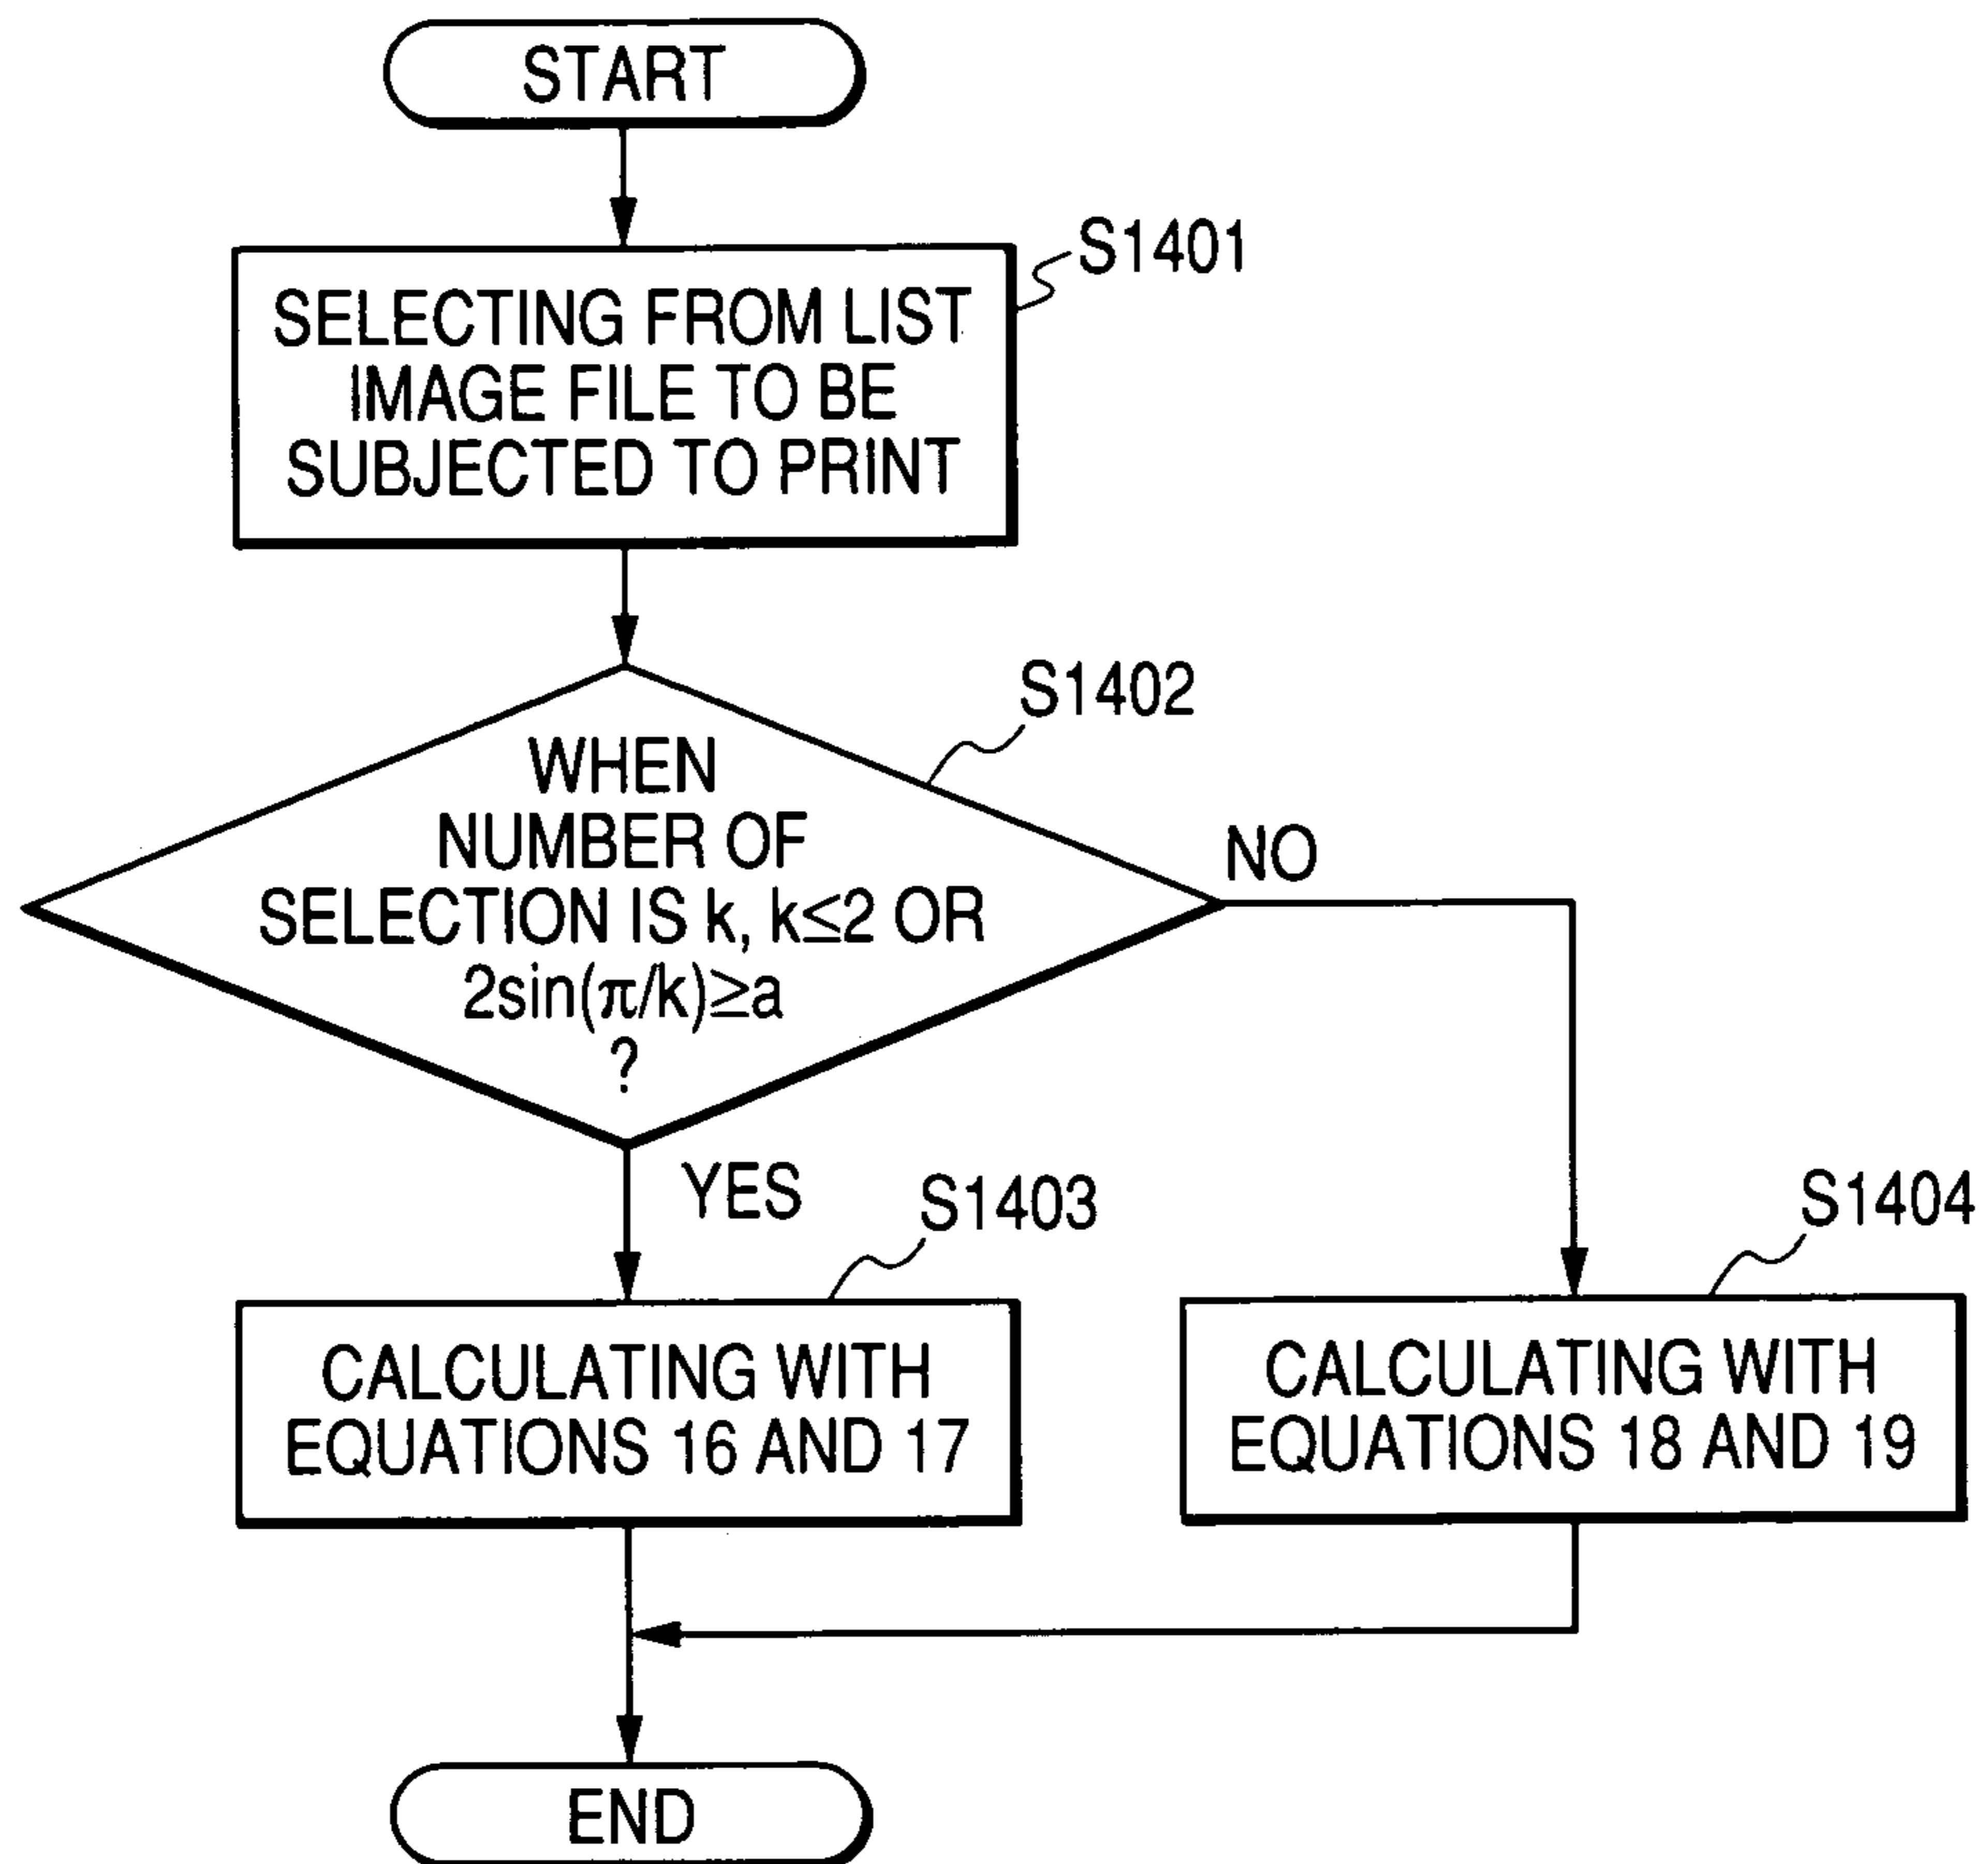 START
S1401
SELECTING FROM LIST
IMAGE FILE TO BE
SUBJECTED TO PRINT
S1402
WHEN
NUMBER OF
SELECTION IS k, k≤2 OR
2sin(π/k)≥a
?
NO
YES
S1403
S1404
CALCULATING WITH
EQUATIONS 16 AND 17
CALCULATING WITH
EQUATIONS 18 AND 19
END